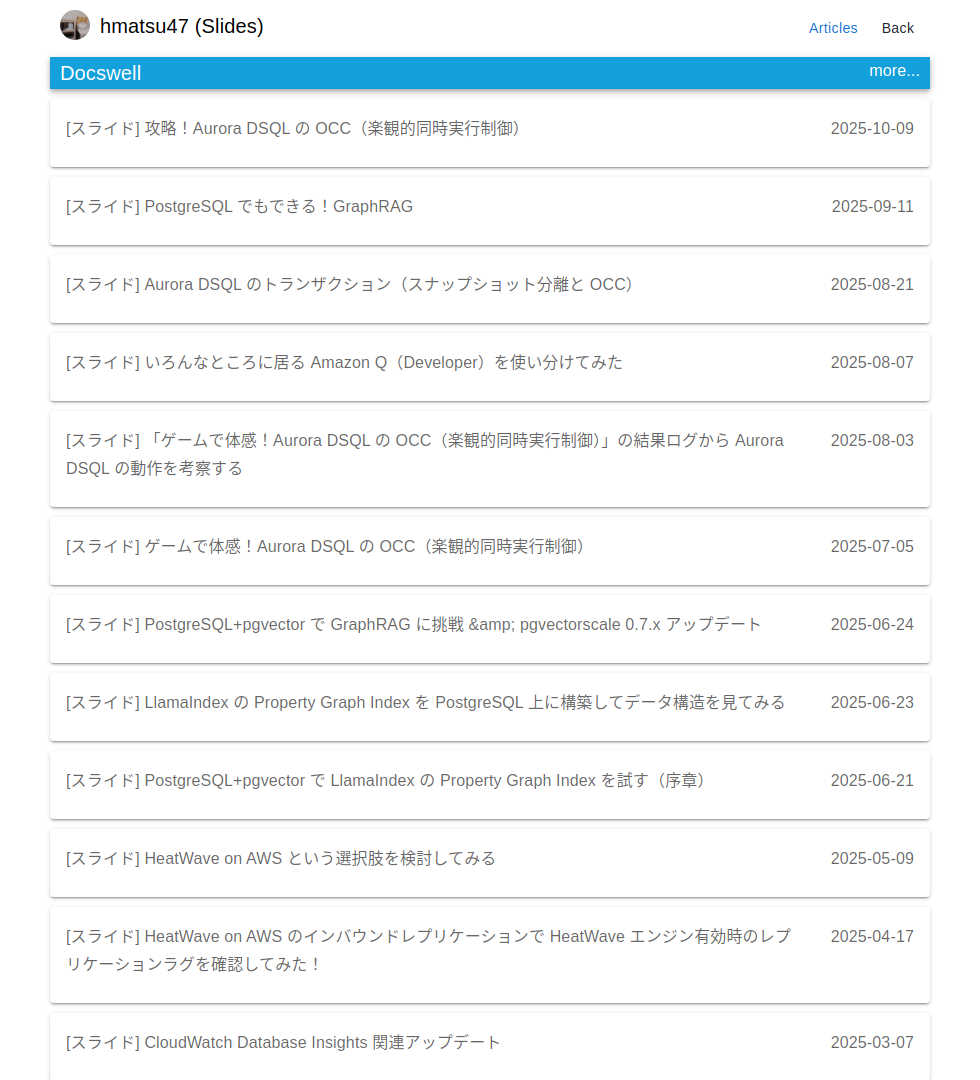 hmatsu47 (Slides)
Articles
Back
Docswell
more...
[スライド] 攻略！Aurora DSQL の OCC（楽観的同時実行制御）
2025-10-09
[スライド] PostgreSQL でもできる！GraphRAG
2025-09-11
[スライド] Aurora DSQL のトランザクション（スナップショット分離と OCC）
2025-08-21
[スライド] いろんなところに居る Amazon Q（Developer）を使い分けてみた
2025-08-07
[スライド] 「ゲームで体感！Aurora DSQL の OCC（楽観的同時実行制御）」の結果ログから Aurora
DSQL の動作を考察する
2025-08-03
[スライド] ゲームで体感！Aurora DSQL の OCC（楽観的同時実行制御）
2025-07-05
[スライド] PostgreSQL+pgvector で GraphRAG に挑戦 &amp; pgvectorscale 0.7.x アップデート
2025-06-24
[スライド] LlamaIndex の Property Graph Index を PostgreSQL 上に構築してデータ構造を見てみる
2025-06-23
[スライド] PostgreSQL+pgvector で LlamaIndex の Property Graph Index を試す（序章）
2025-06-21
[スライド] HeatWave on AWS という選択肢を検討してみる
2025-05-09
[スライド] HeatWave on AWS のインバウンドレプリケーションで HeatWave エンジン有効時のレプ
リケーションラグを確認してみた！
2025-04-17
[スライド] CloudWatch Database Insights 関連アップデート
2025-03-07